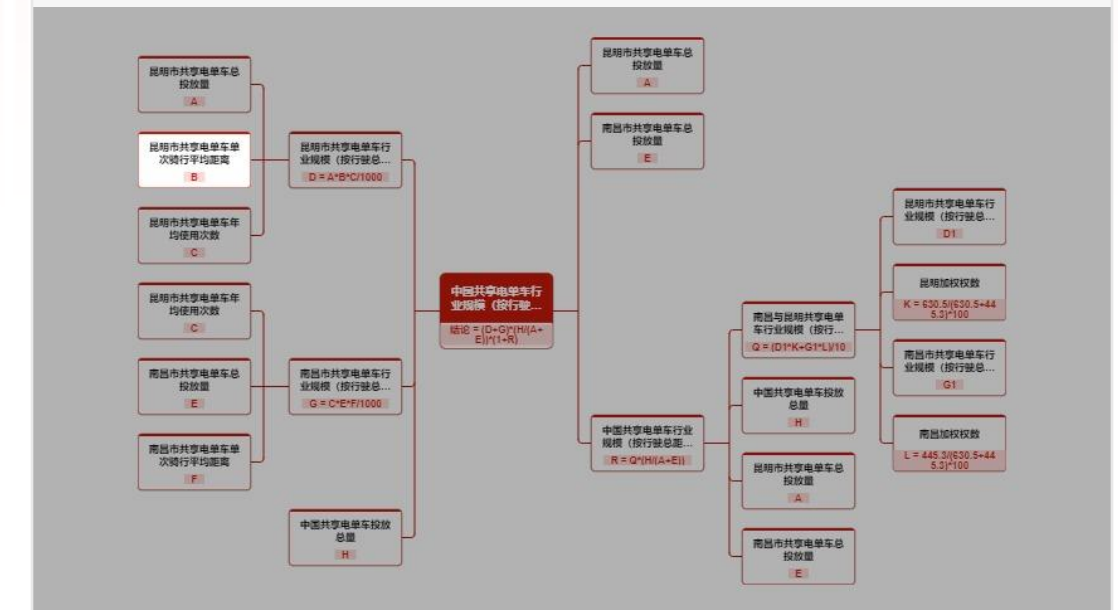 昆明市共享电单车总
投放量
A
昆明市共享电单车单
次骑行平均距离
B
昆明市共享电单车年
均使用次数
C
昆明市共享电单车年
均使用次数
C
南昌市共享电单车总
投放量
E
南昌市共享电单车单
次骑行平均距离
F
昆明市共享电单车行
业规模（按行驶总...
D = A*B*C/1000
南昌市共享电单车行
业规模（按行驶总...
G = C*E*F/1000
中国共享电单车投放
总量
H
中国共享电单车行
业规模（按行驶...
结论 = (D+G)*(H/(A+
E))*(1+R)
昆明市共享电单车总
投放量
A
南昌市共享电单车总
投放量
E
中国共享电单车行业
规模（按行驶总距...
R = Q*(H/(A+E))
南昌与昆明共享电单
车行业规模（按行...
Q = (D1*K+G1*L)/10
中国共享电单车投放
总量
H
昆明市共享电单车总
投放量
A
南昌市共享电单车总
投放量
E
昆明市共享电单车行
业规模（按行驶总...
D1
昆明加权权数
K = 630.5/(630.5+44
5.3)*100
南昌市共享电单车行
业规模（按行驶总...
G1
南昌加权权数
L = 445.3/(630.5+44
5.3)*100